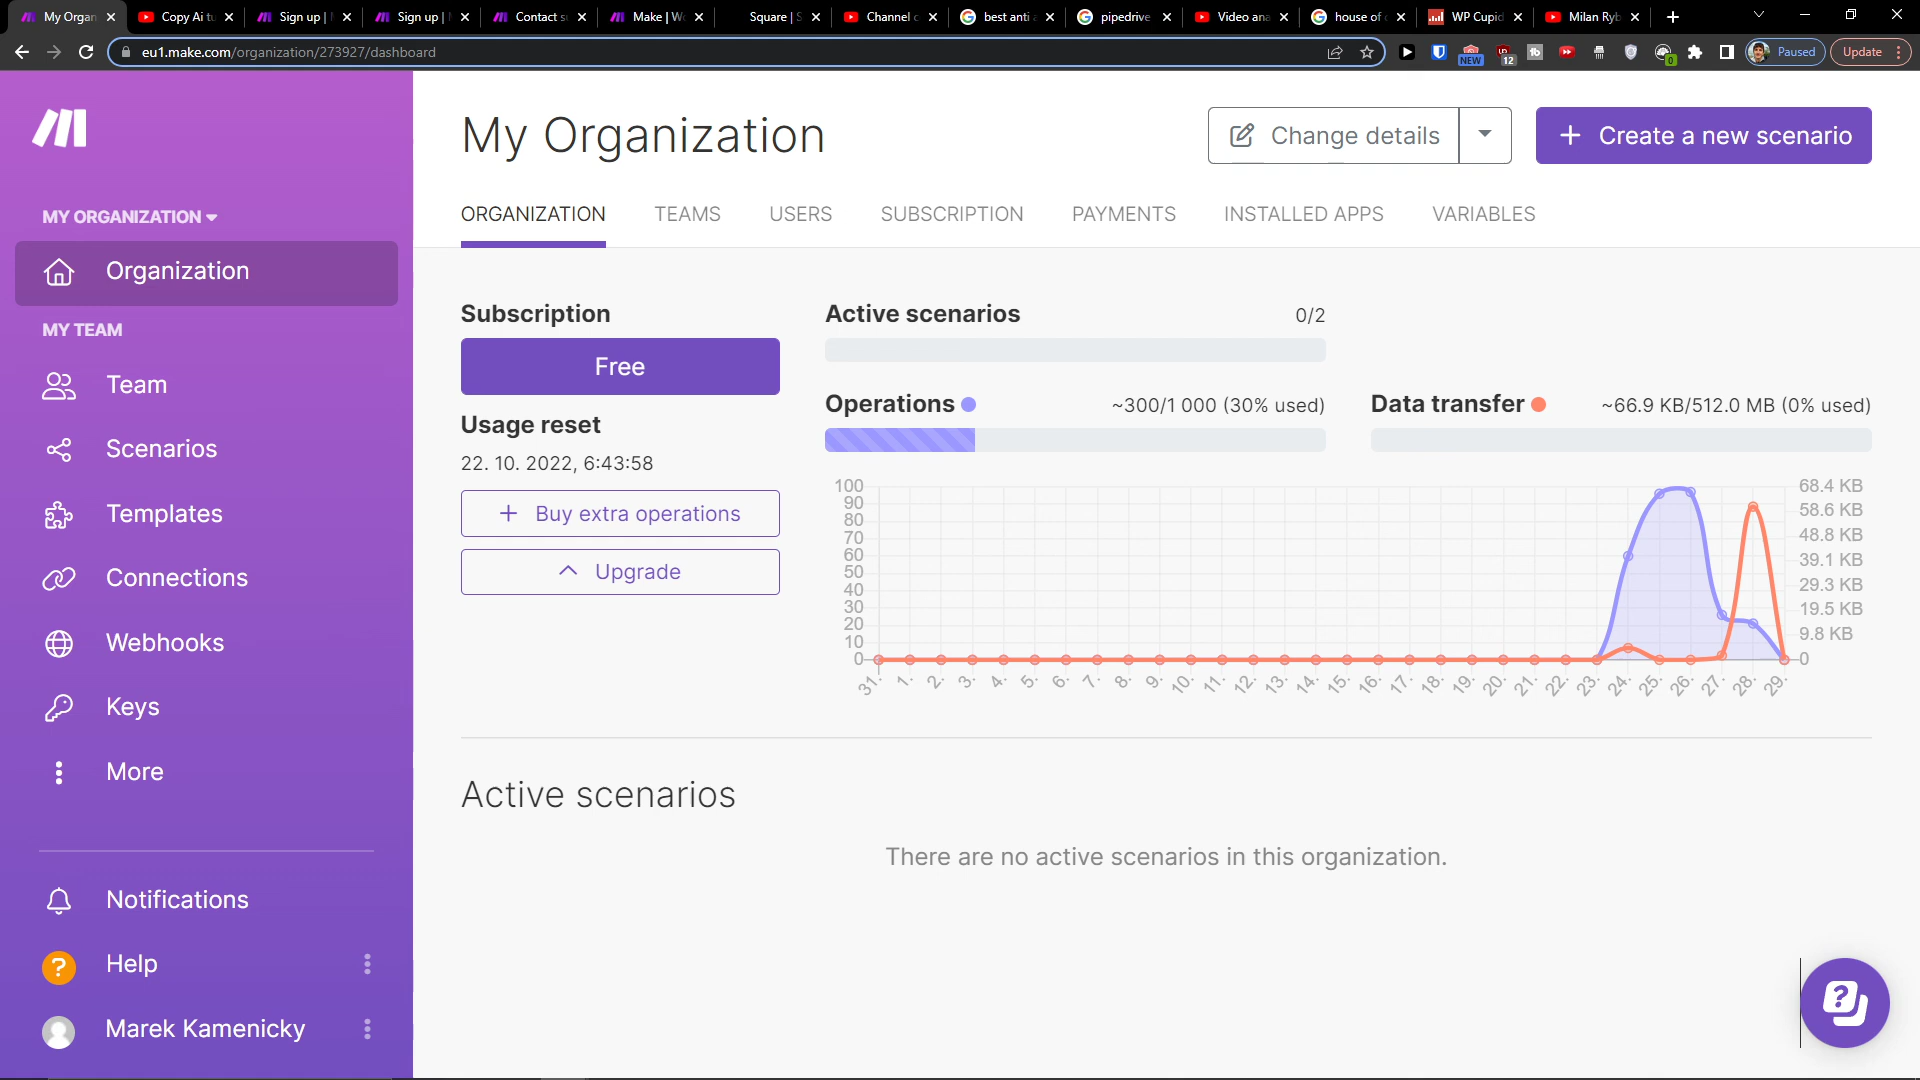 My Organ
Copy Ai tu
Sign up |
Sign up |
Contact s
Make | Wo
Square | S
Channel c
best anti
pipedrive
Video ana
house of
WP Cupid
Milan Ryb
eu1.make.com/organization/273927/dashboard
NEW
12
0
Paused
Update
MY ORGANIZATION
Organization
MY TEAM
Team
Scenarios
Templates
Connections
Webhooks
Keys
More
Notifications
Help
Marek Kamenicky
My Organization
Change details
Create a new scenario
ORGANIZATION
TEAMS
USERS
SUBSCRIPTION
PAYMENTS
INSTALLED APPS
VARIABLES
Subscription
Free
Usage reset
22. 10. 2022, 6:43:58
Buy extra operations
Upgrade
Active scenarios
0/2
Operations
~300/1 000 (30% used)
Data transfer
~66.9 KB/512.0 MB (0% used)
100
90
80
70
60
50
40
30
20
10
0
68.4 KB
58.6 KB
48.8 KB
39.1 KB
29.3 KB
19.5 KB
9.8 KB
0
31. 1. 2. 3. 4. 5. 6. 7. 8. 9. 10. 11. 12. 13. 14. 15. 16. 17. 18. 19. 20. 21. 22. 23. 24. 25. 26. 27. 28. 29.
Active scenarios
There are no active scenarios in this organization.